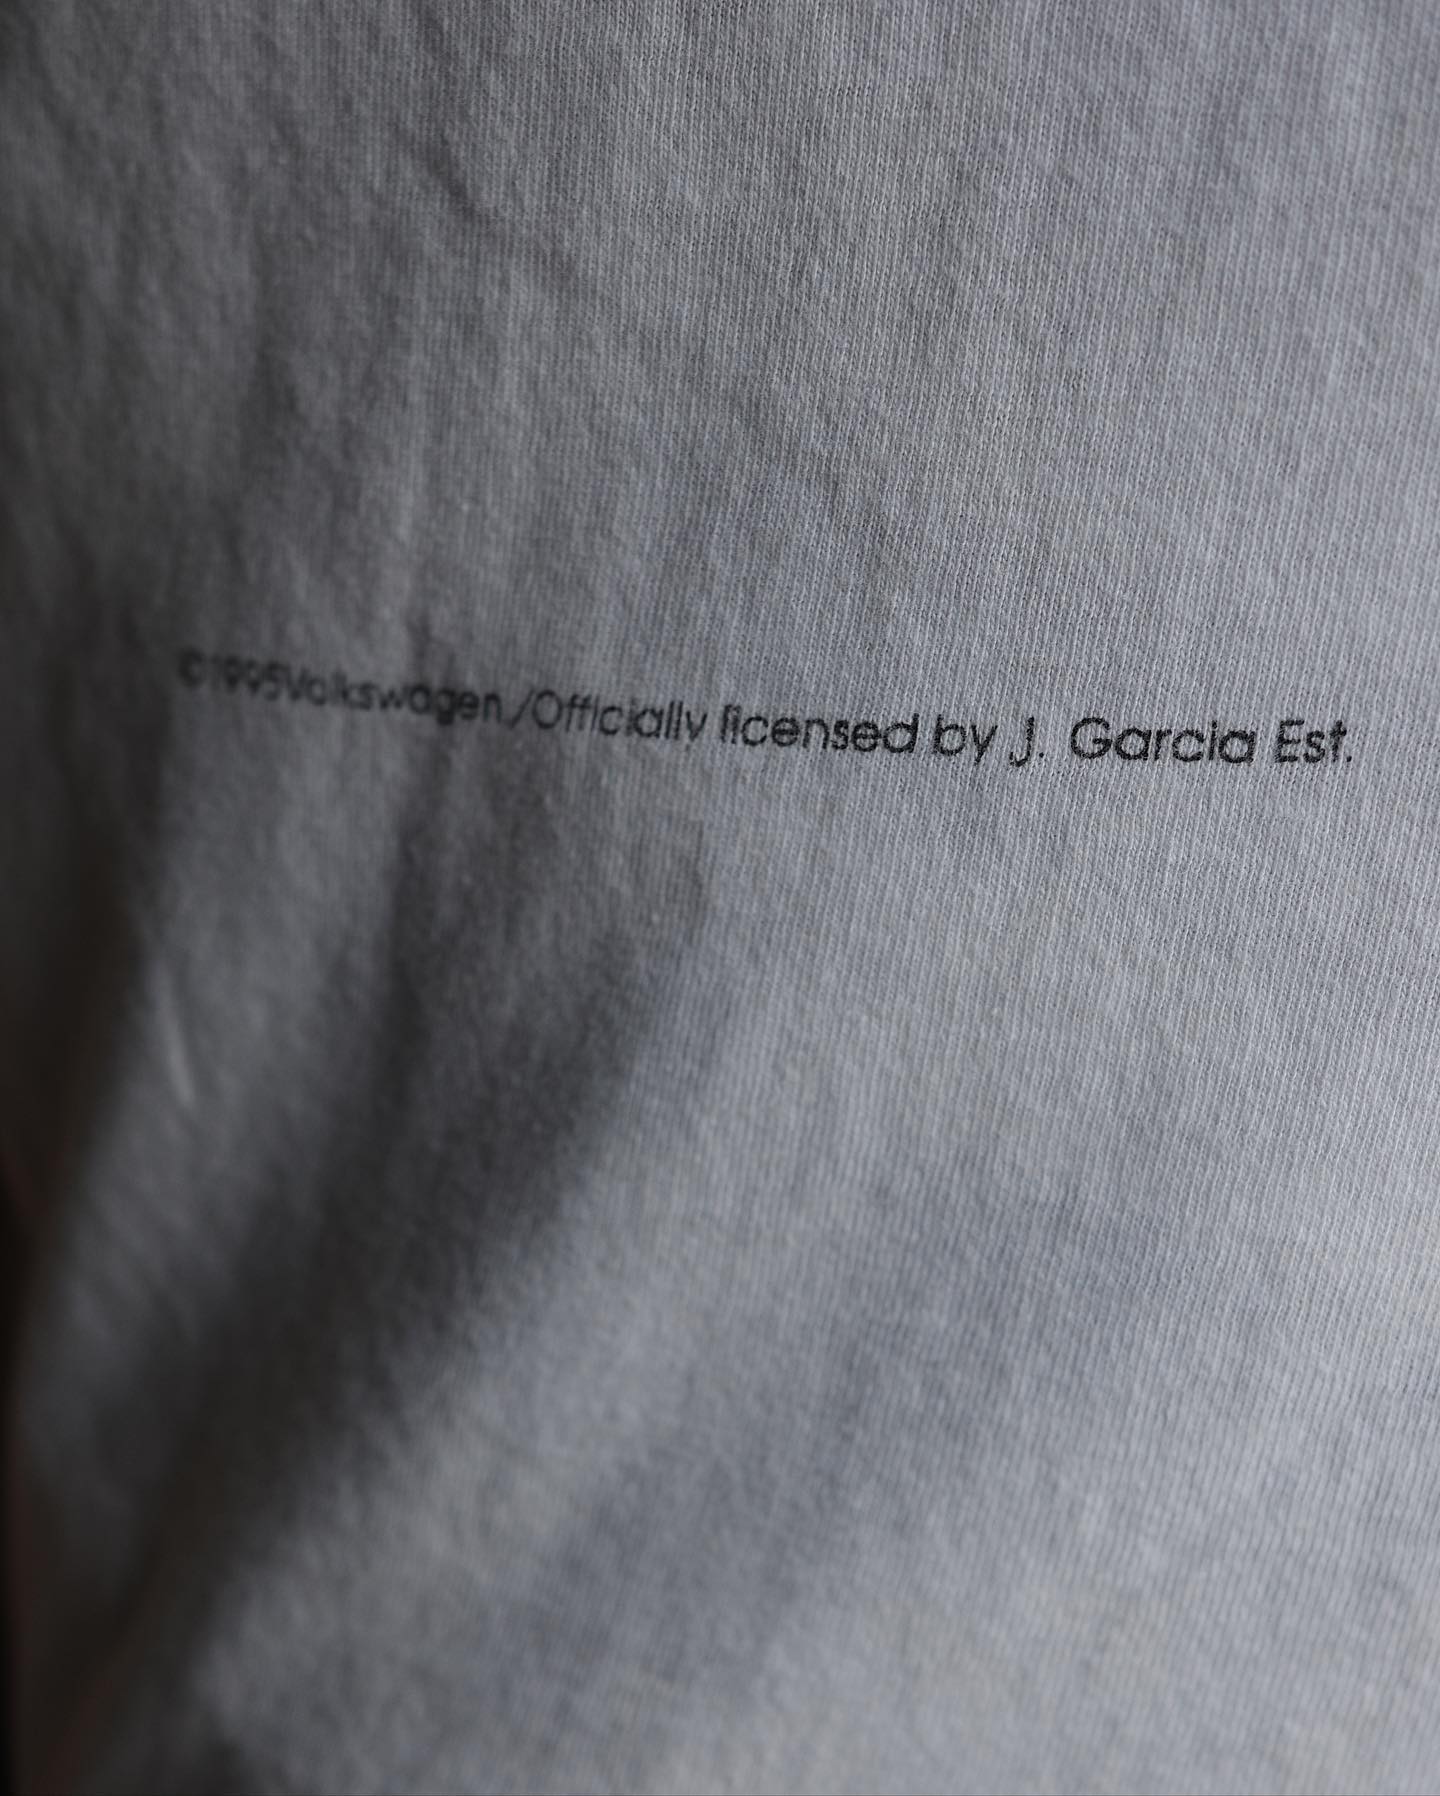 ©1995Volkswagen./Officially licensed by J. Garcia Est.